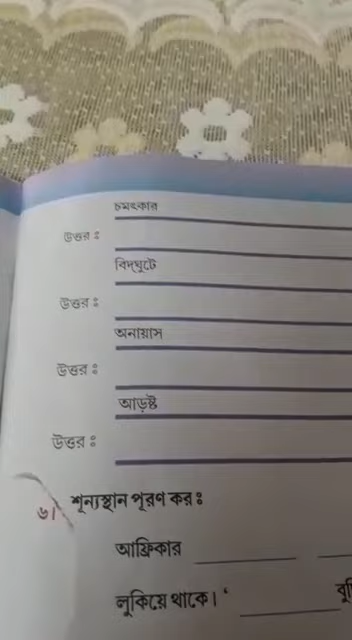 চমৎকার
উত্তর ঃ
বিদঘুটে
উত্তর ঃ
অনায়াস
উত্তর ঃ
আড়ষ্ট
উত্তর ঃ
৬। শূন্যস্থান পূরণ কর ঃ
আফ্রিকার
লুকিয়ে থাকে। '